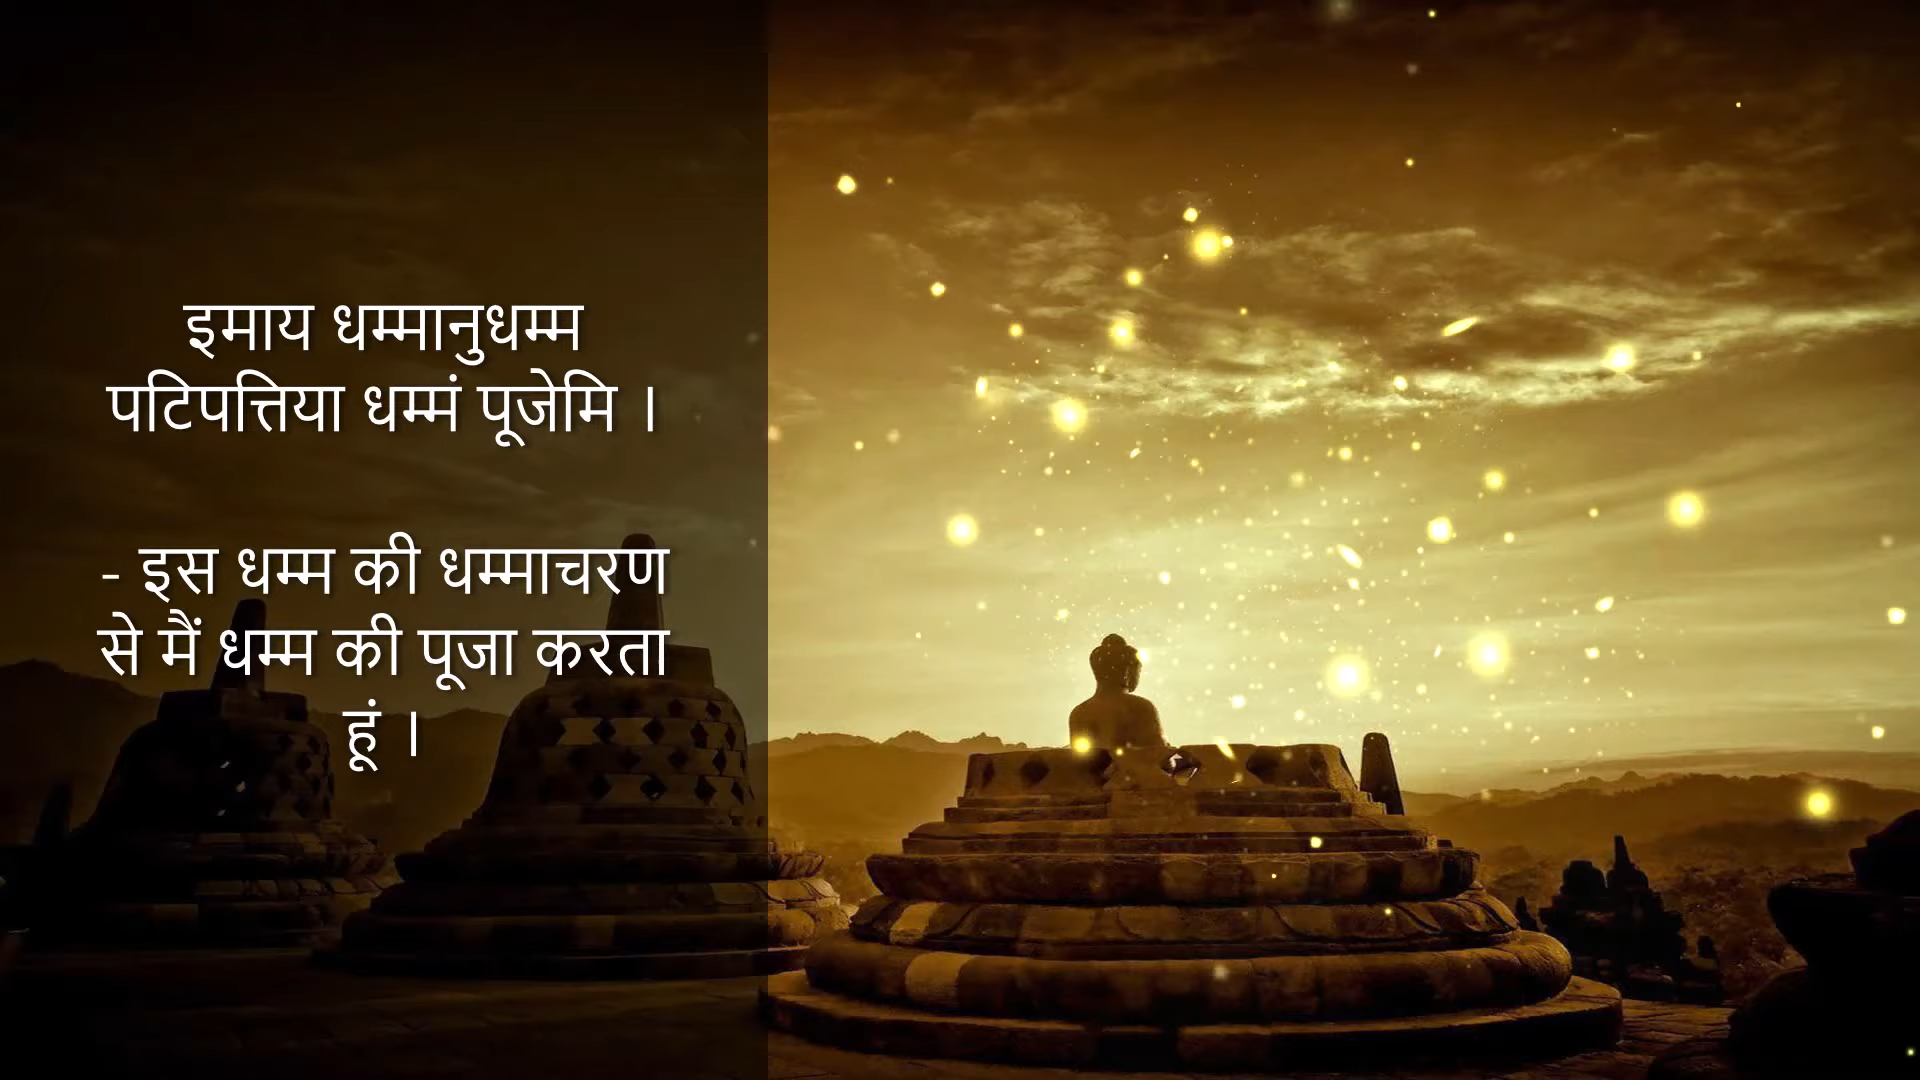 इमाय धम्मानुधम्म
पटिपत्तिया धम्मं पूजेमि ।
- इस धम्म की धम्माचरण
से मैं धम्म की पूजा करता
हूं ।